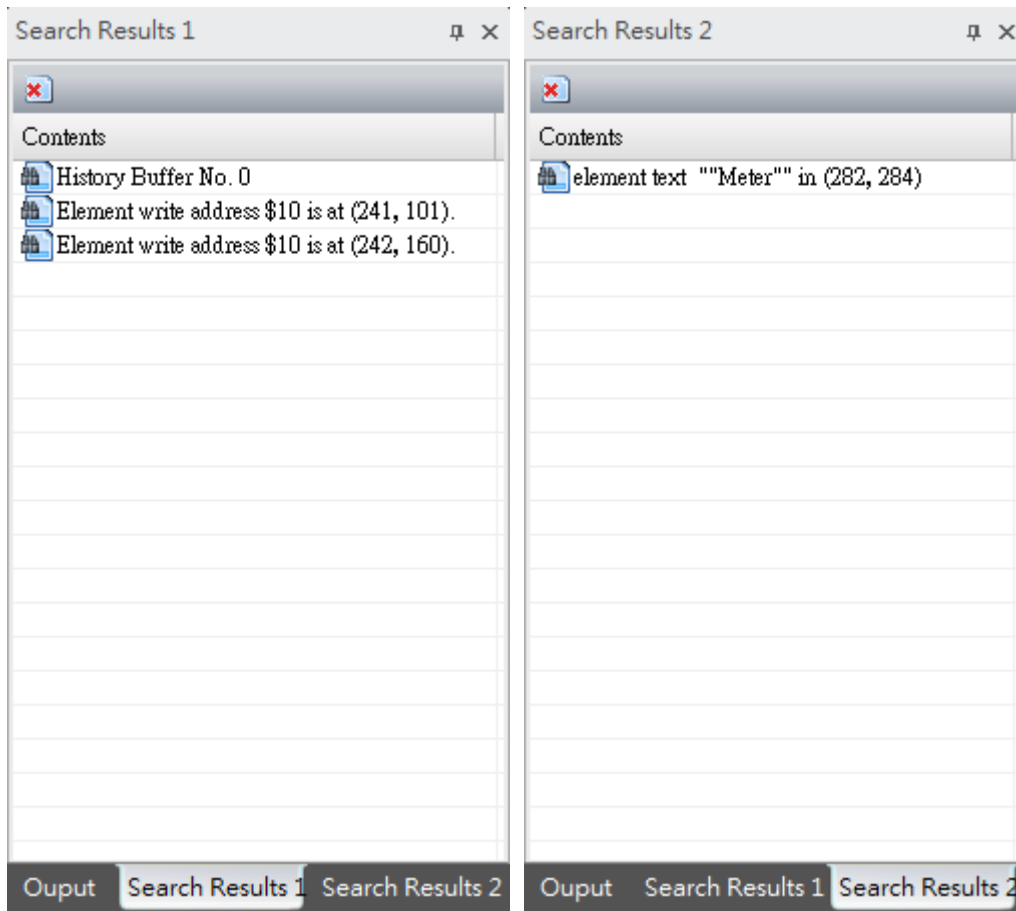 Search Results 1
Contents
History Buffer No. 0
Element write address $10 is at (241, 101).
Element write address $10 is at (242, 160).
Ouput Search Results 1 Search Results 2
Search Results 2
Contents
element text ""Meter"" in (282, 284)
Ouput Search Results 1 Search Results 2